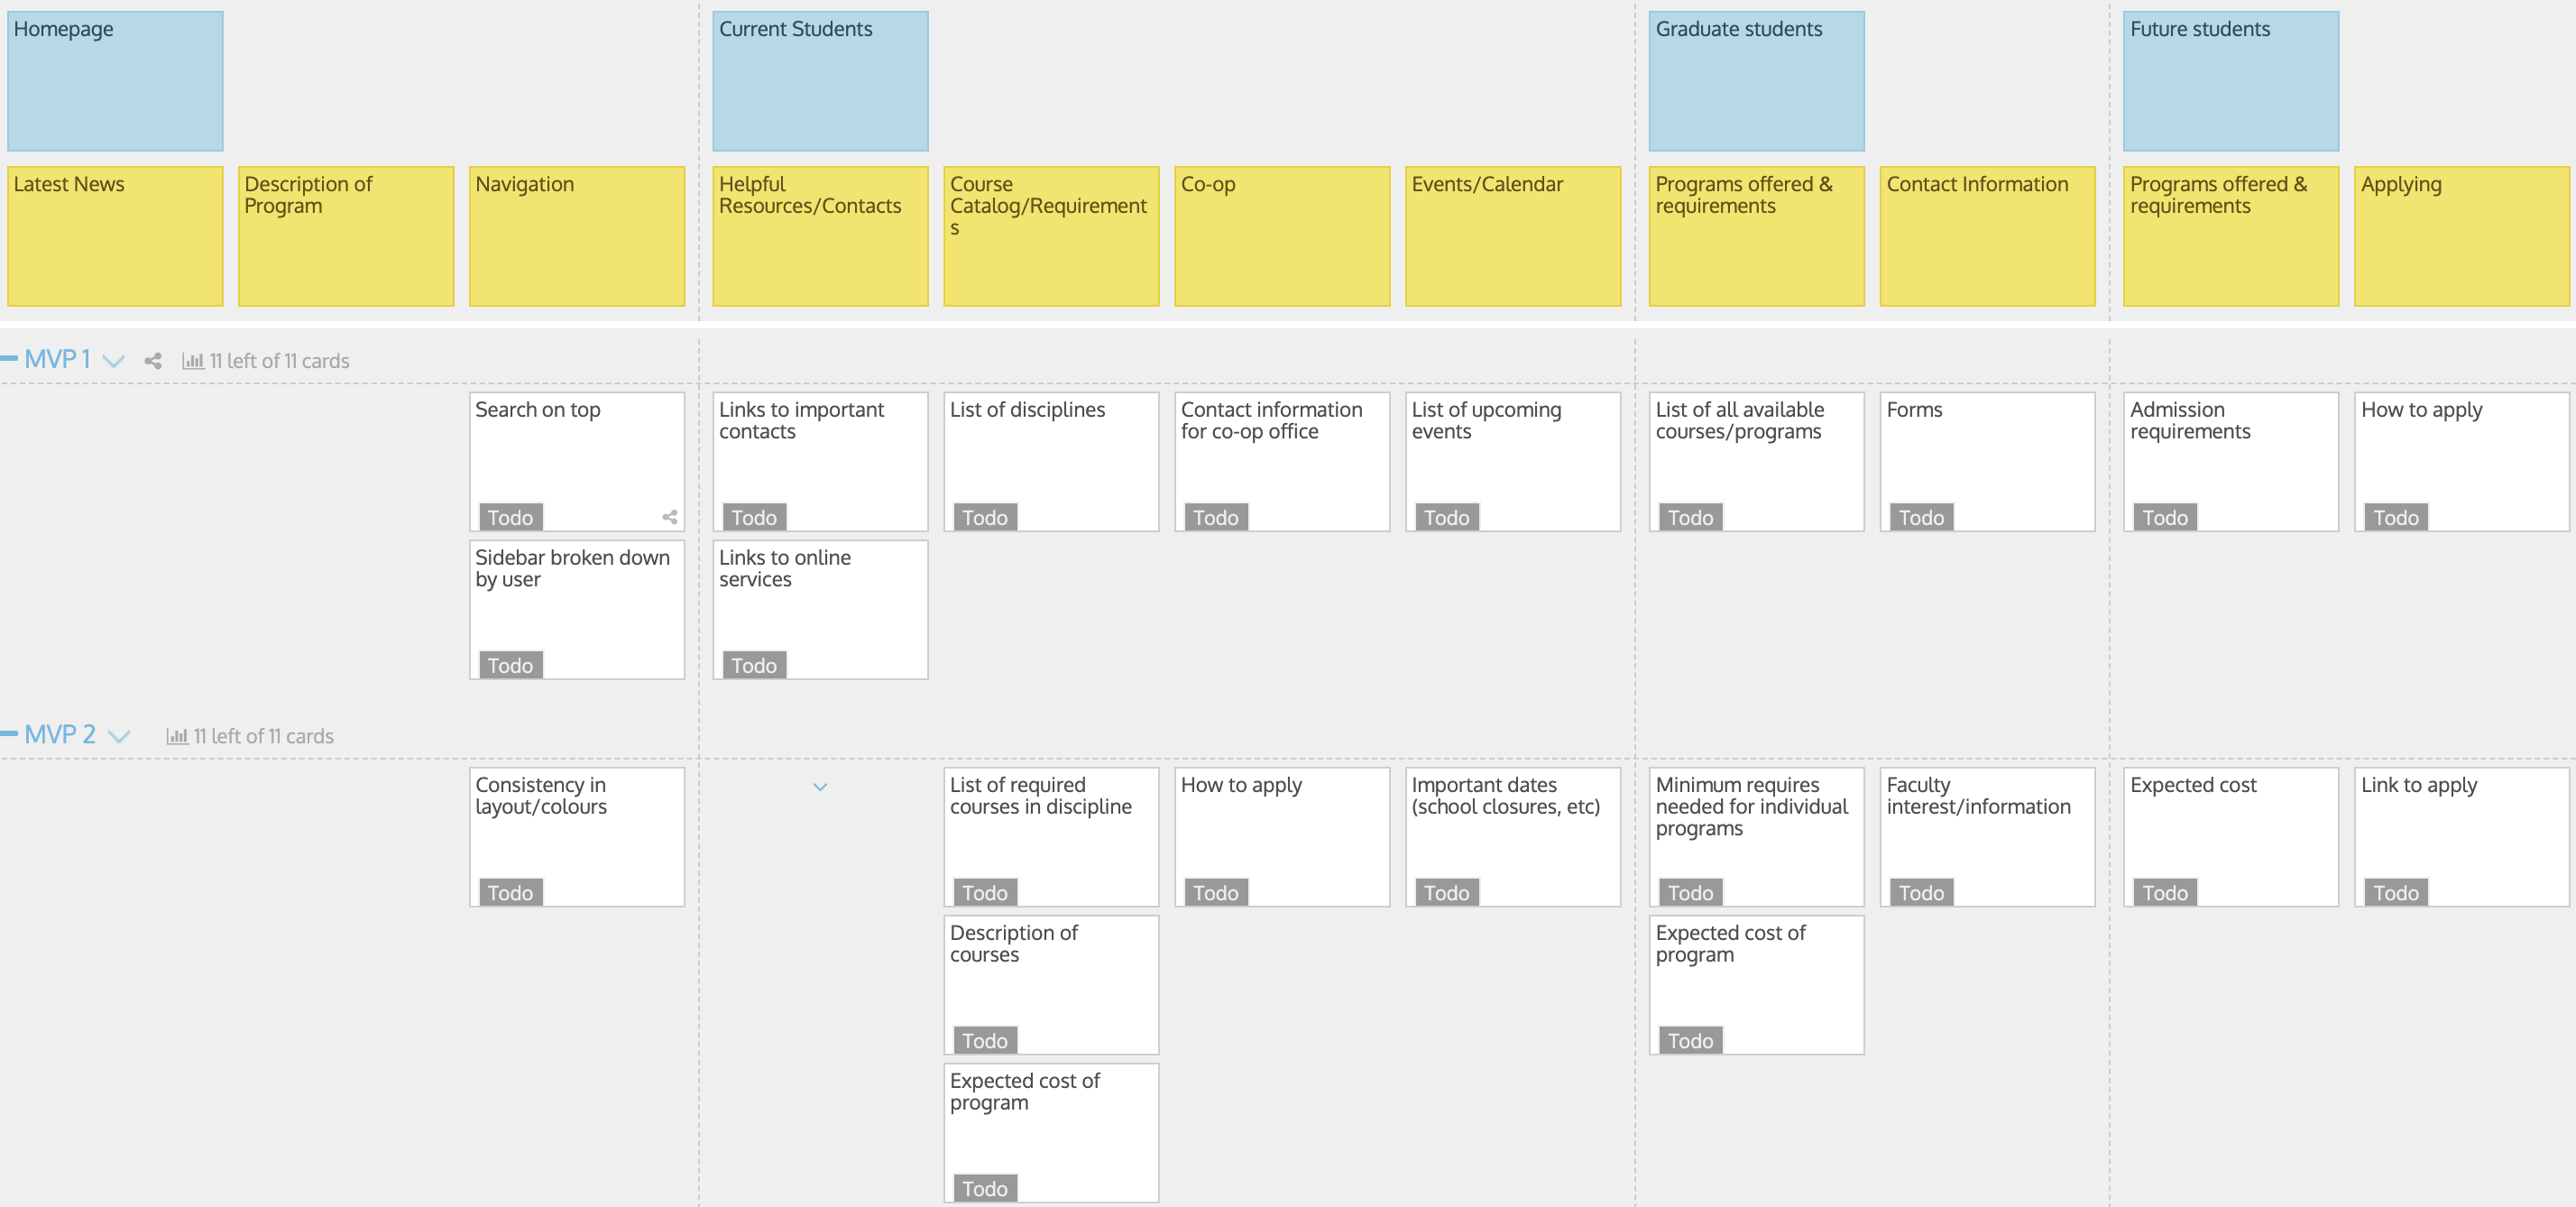 Homepage
Current Students
Graduate students
Future students
Latest News
Description of
Program
Navigation
Helpful
Resources/Contacts
Course
Catalog/Requirement
s
Co-op
Events/Calendar
Programs offered &
requirements
Contact Information
Programs offered &
requirements
Applying
MVP 1
11 left of 11 cards
Search on top
Todo
Links to important
contacts
Todo
List of disciplines
Todo
Contact information
for co-op office
Todo
List of upcoming
events
Todo
List of all available
courses/programs
Todo
Forms
Todo
Admission
requirements
Todo
How to apply
Todo
Sidebar broken down
by user
Todo
Links to online
services
Todo
MVP 2
11 left of 11 cards
Consistency in
layout/colours
Todo
List of required
courses in discipline
Todo
How to apply
Todo
Important dates
(school closures, etc)
Todo
Minimum requires
needed for individual
programs
Todo
Faculty
interest/information
Todo
Expected cost
Todo
Link to apply
Todo
Description of
courses
Todo
Expected cost of
program
Todo
Expected cost of
program
Todo